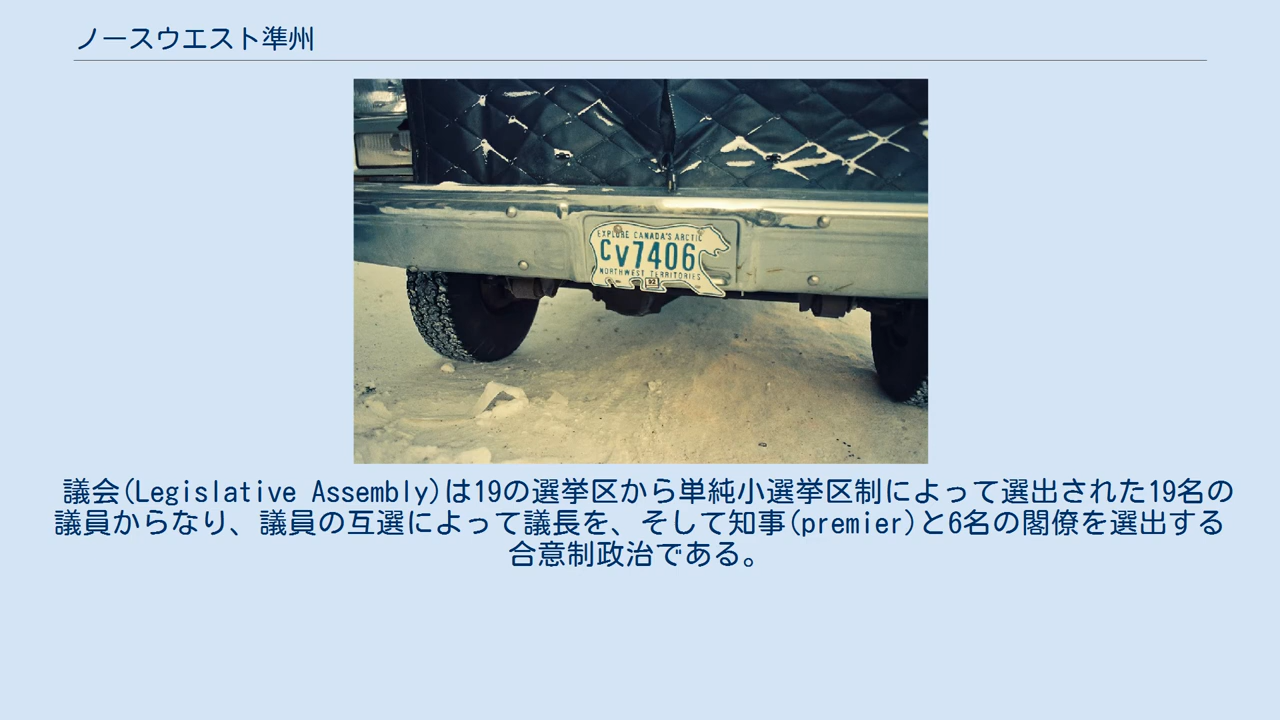 ノースウエスト準州
EXPLORE CANADA'S ARCTIC
CV7406
NORTHWEST TERRITORIES
92
議会(Legislative Assembly)は19の選挙区から単純小選挙区制によって選出された19名の
議員からなり、議員の互選によって議長を、そして知事(premier)と6名の閣僚を選出する
合意制政治である。